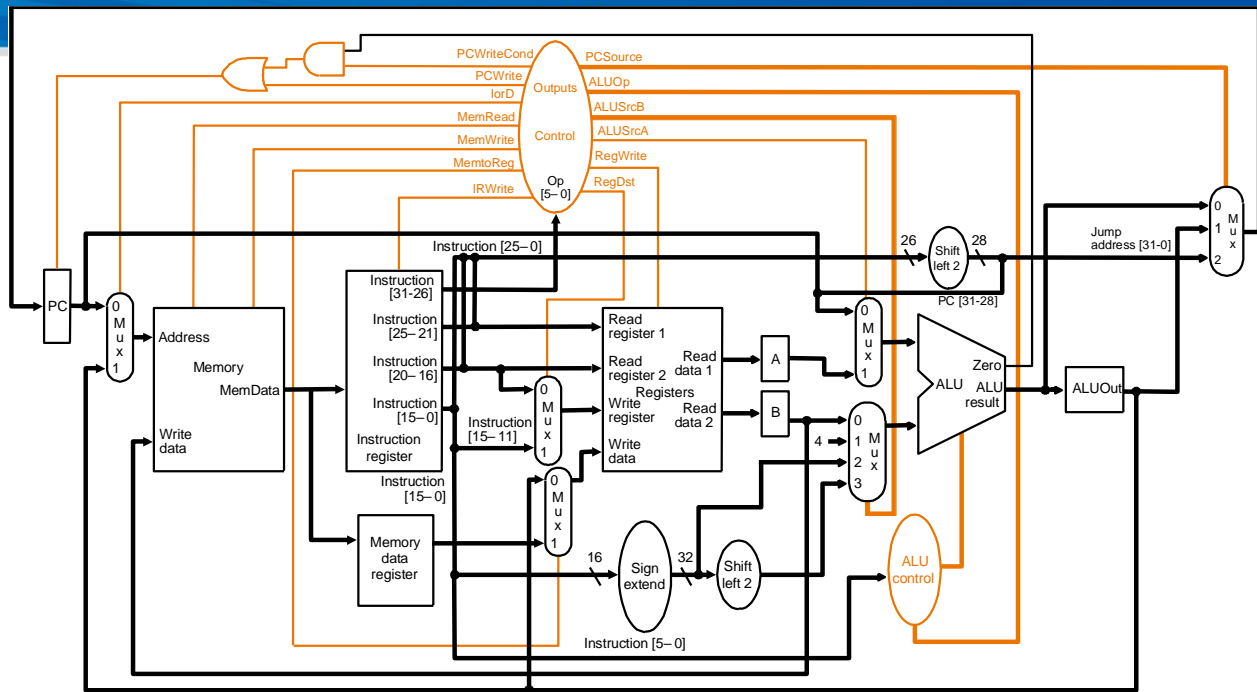 PCWriteCond
PCWrite
IorD
MemRead
MemWrite
MemtoReg
IRWrite
Outputs
Control
Op
[5–0]
PCSource
ALUOp
ALUSrcB
ALUSrcA
RegWrite
RegDst
Instruction [25–0]
26
Shift
left 2
28
Jump
address [31-0]
PC [31-28]
0
1
2
M
u
x
PC
0
M
u
x
1
Address
Memory
MemData
Write
data
Instruction
[31-26]
Instruction
[25–21]
Instruction
[20–16]
Instruction
[15–0]
Instruction
register
Instruction
[15–0]
Instruction
[15–11]
0
M
u
x
1
Read
register 1
Read
register 2
Registers
Write
register
Write
data
Read
data 1
Read
data 2
A
B
0
M
u
x
1
4
0
1
2
3
M
u
x
Zero
ALU
ALU
result
ALUOut
Memory
data
register
0
M
u
x
1
16
Sign
extend
32
Shift
left 2
ALU
control
Instruction [5–0]